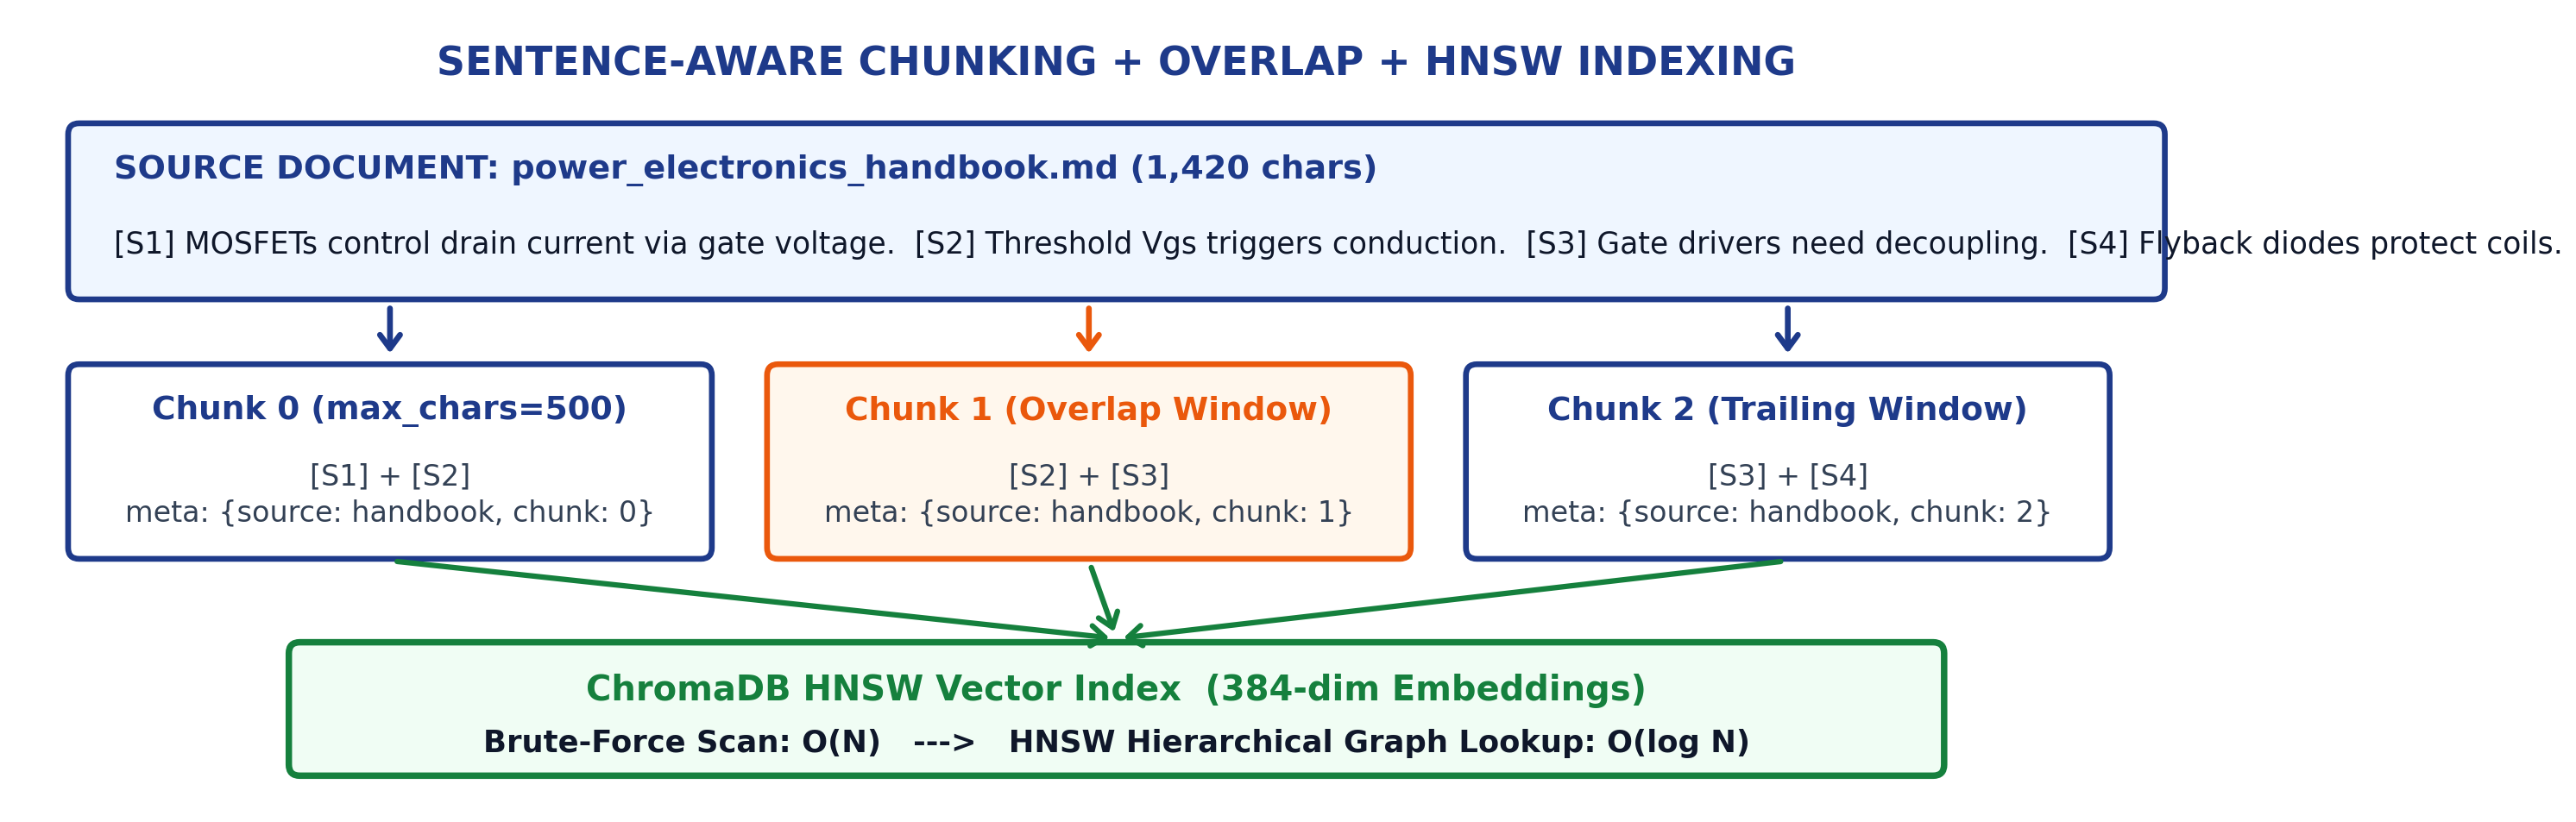 SENTENCE-AWARE CHUNKING + OVERLAP + HNSW INDEXING
SOURCE DOCUMENT: power_electronics_handbook.md (1,420 chars)
[S1] MOSFETs control drain current via gate voltage.  [S2] Threshold Vgs triggers conduction.  [S3] Gate drivers need decoupling.  [S4] Flyback diodes protect coils.
Chunk 0 (max_chars=500)
[S1] + [S2]
meta: {source: handbook, chunk: 0}
Chunk 1 (Overlap Window)
[S2] + [S3]
meta: {source: handbook, chunk: 1}
Chunk 2 (Trailing Window)
[S3] + [S4]
meta: {source: handbook, chunk: 2}
ChromaDB HNSW Vector Index  (384-dim Embeddings)
Brute-Force Scan: O(N)   --->   HNSW Hierarchical Graph Lookup: O(log N)